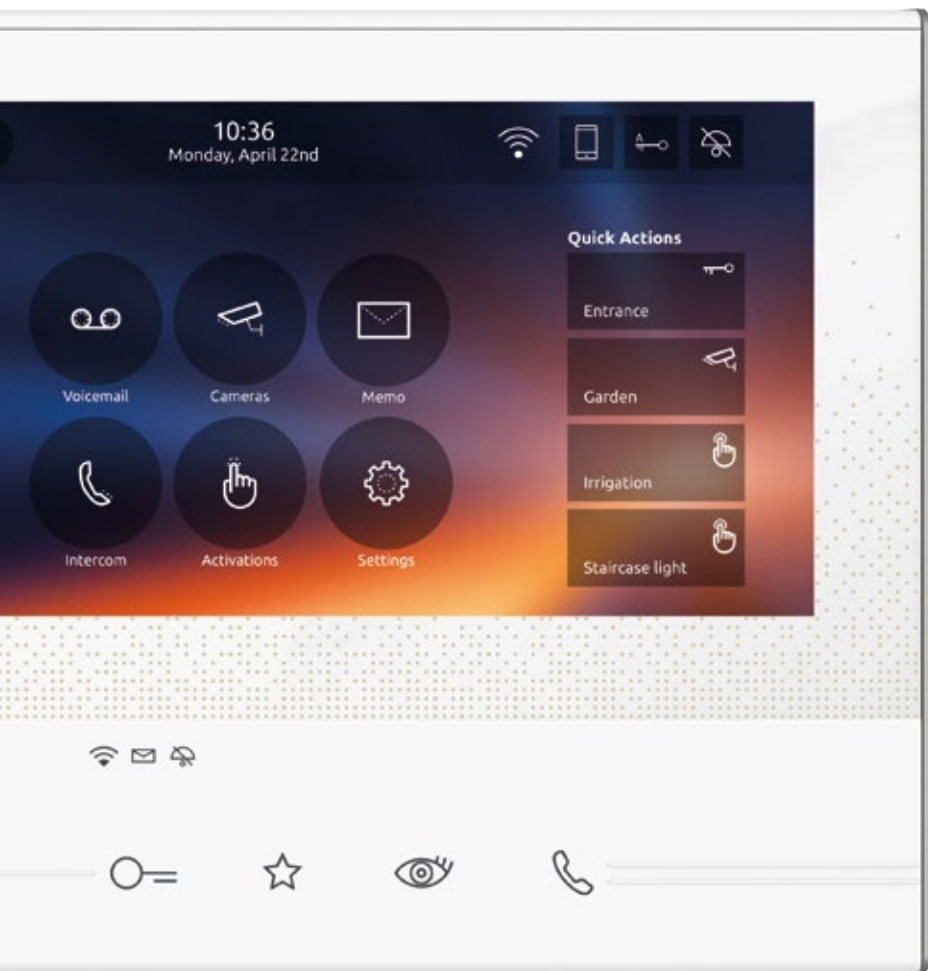 10:36
Monday, April 22nd
A
Quick Actions
Entrance
Garden
Irrigation
Staircase light
Voicemail
Cameras
Memo
Intercom
Activations
Settings